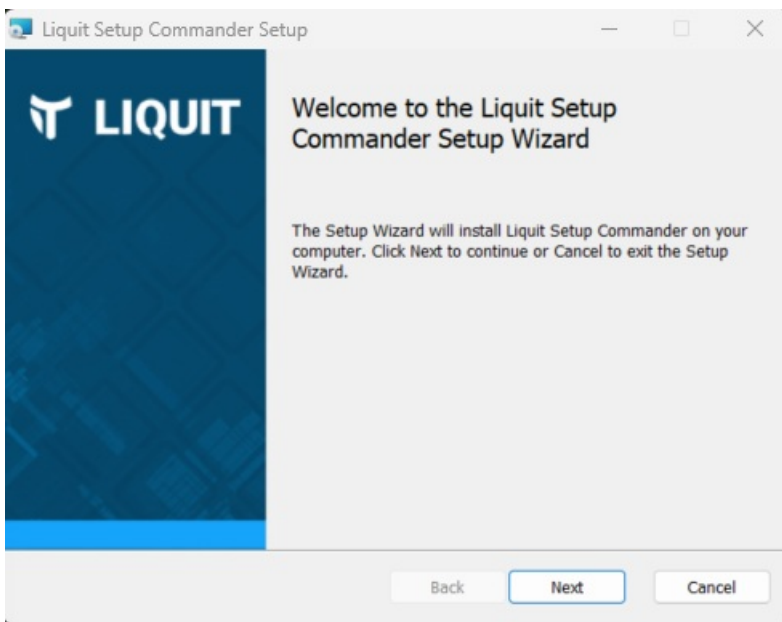 Liquit Setup Commander Setup
LIQUIT
Welcome to the Liquit Setup
Commander Setup Wizard
The Setup Wizard will install Liquit Setup Commander on your
computer. Click Next to continue or Cancel to exit the Setup
Wizard.
Back
Next
Cancel